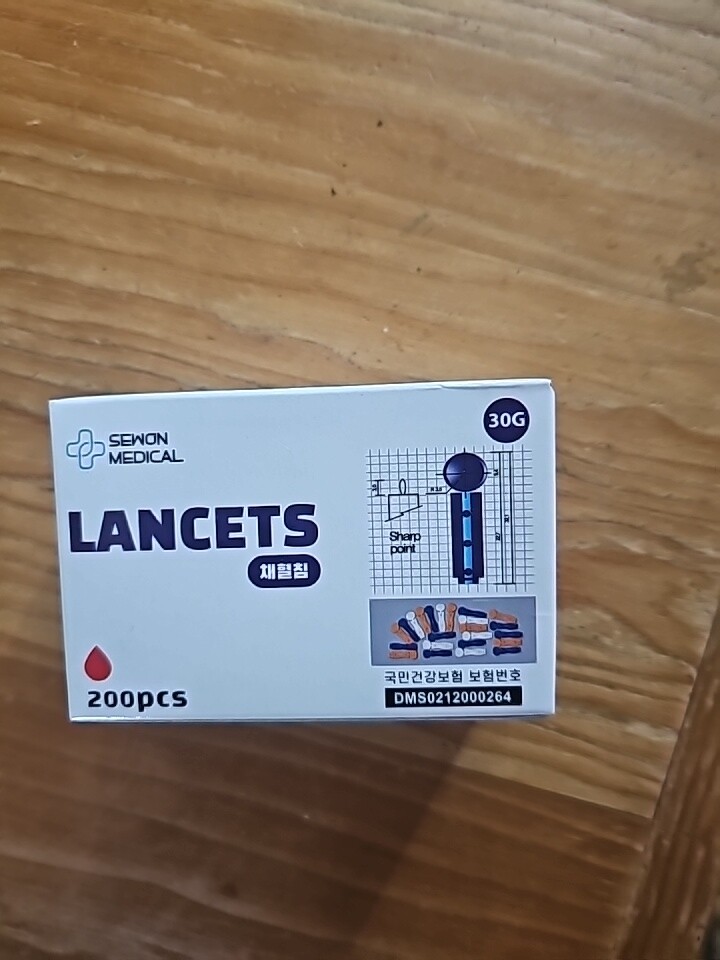 SEWON
MEDICAL
30G
LANCETS
채혈침
Sharp
point
200pcs
국민건강보험 보험번호
DMS0212000264